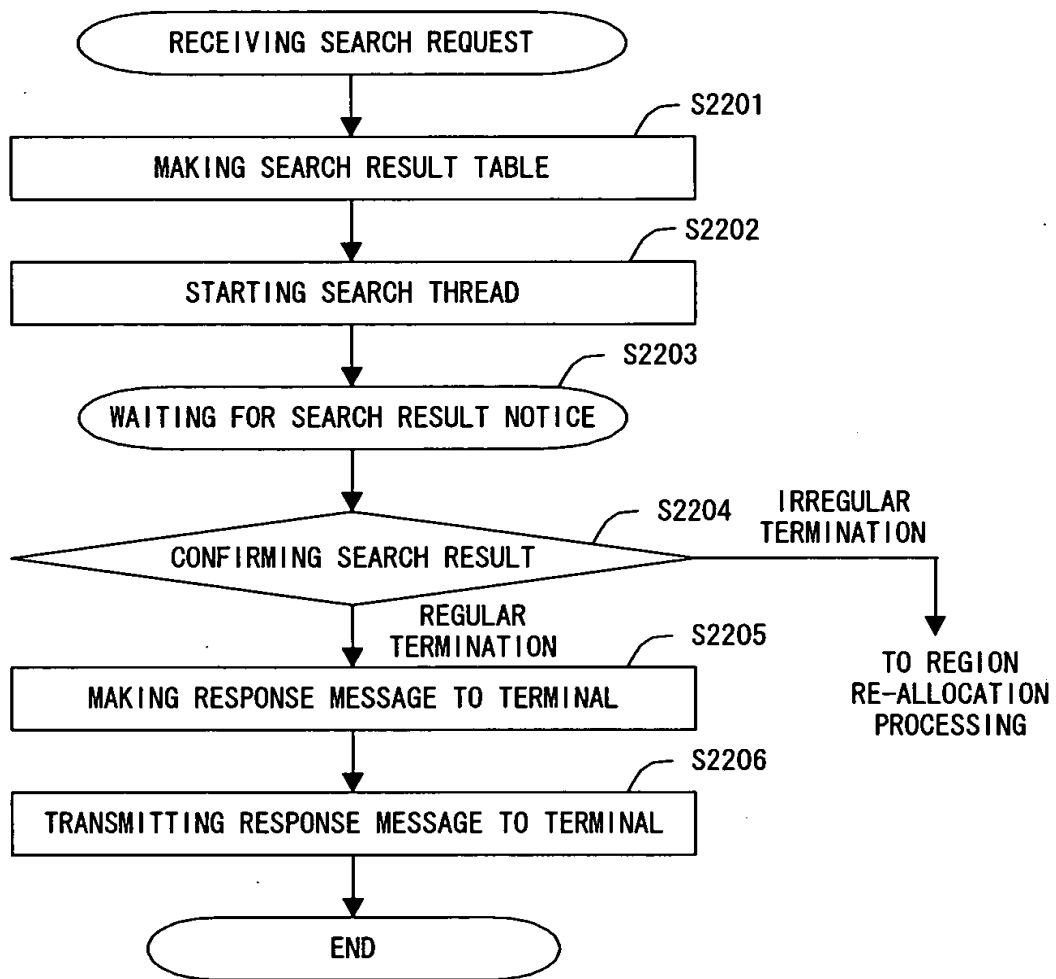 RECEIVING SEARCH REQUEST
S2201
MAKING SEARCH RESULT TABLE
S2202
STARTING SEARCH THREAD
S2203
WAITING FOR SEARCH RESULT NOTICE
S2204
IRREGULAR
TERMINATION
CONFIRMING SEARCH RESULT
REGULAR
TERMINATION
S2205
TO REGION
RE-ALLOCATION
PROCESSING
MAKING RESPONSE MESSAGE TO TERMINAL
S2206
TRANSMITTING RESPONSE MESSAGE TO TERMINAL
END